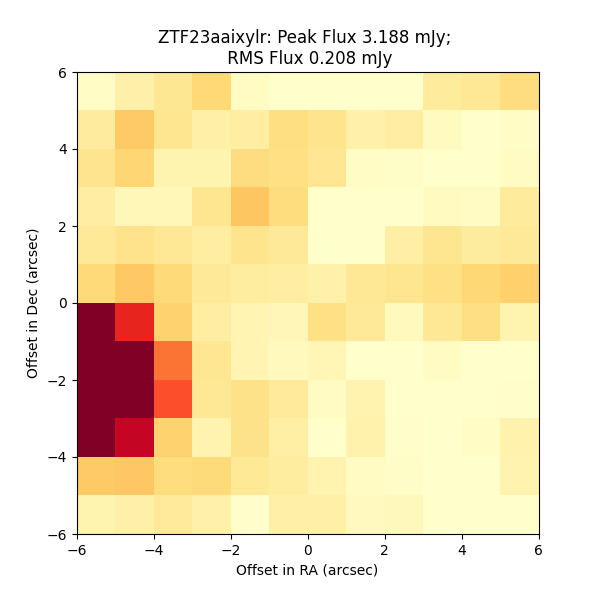 ZTF23aaixylr: Peak Flux 3.188 mJy;
RMS Flux 0.208 mJy
6
4
2
0
−2
−4
−6
Offset in Dec (arcsec)
−6 −4 −2 0 2 4 6
Offset in RA (arcsec)